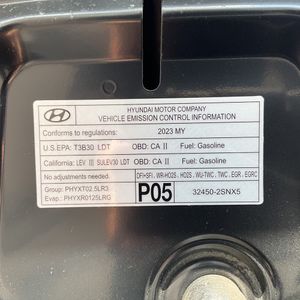 HYUNDAI MOTOR COMPANY
VEHICLE EMISSION CONTROL INFORMATION
Conforms to regulations: 2023 MY
U.S.EPA: T3B30 LDT OBD: CA II Fuel: Gasoline
California: LEV III SULEV30 LDT OBD: CA II Fuel: Gasoline
No adjustments needed.
Group: PHYXT02.5LR3
Evap: PHYXR0125LRG
P05
DFI+SFI, WR-HO2S, HO2S, WU-TWC, TWC, EGR, EGRC
32450-2SNX5